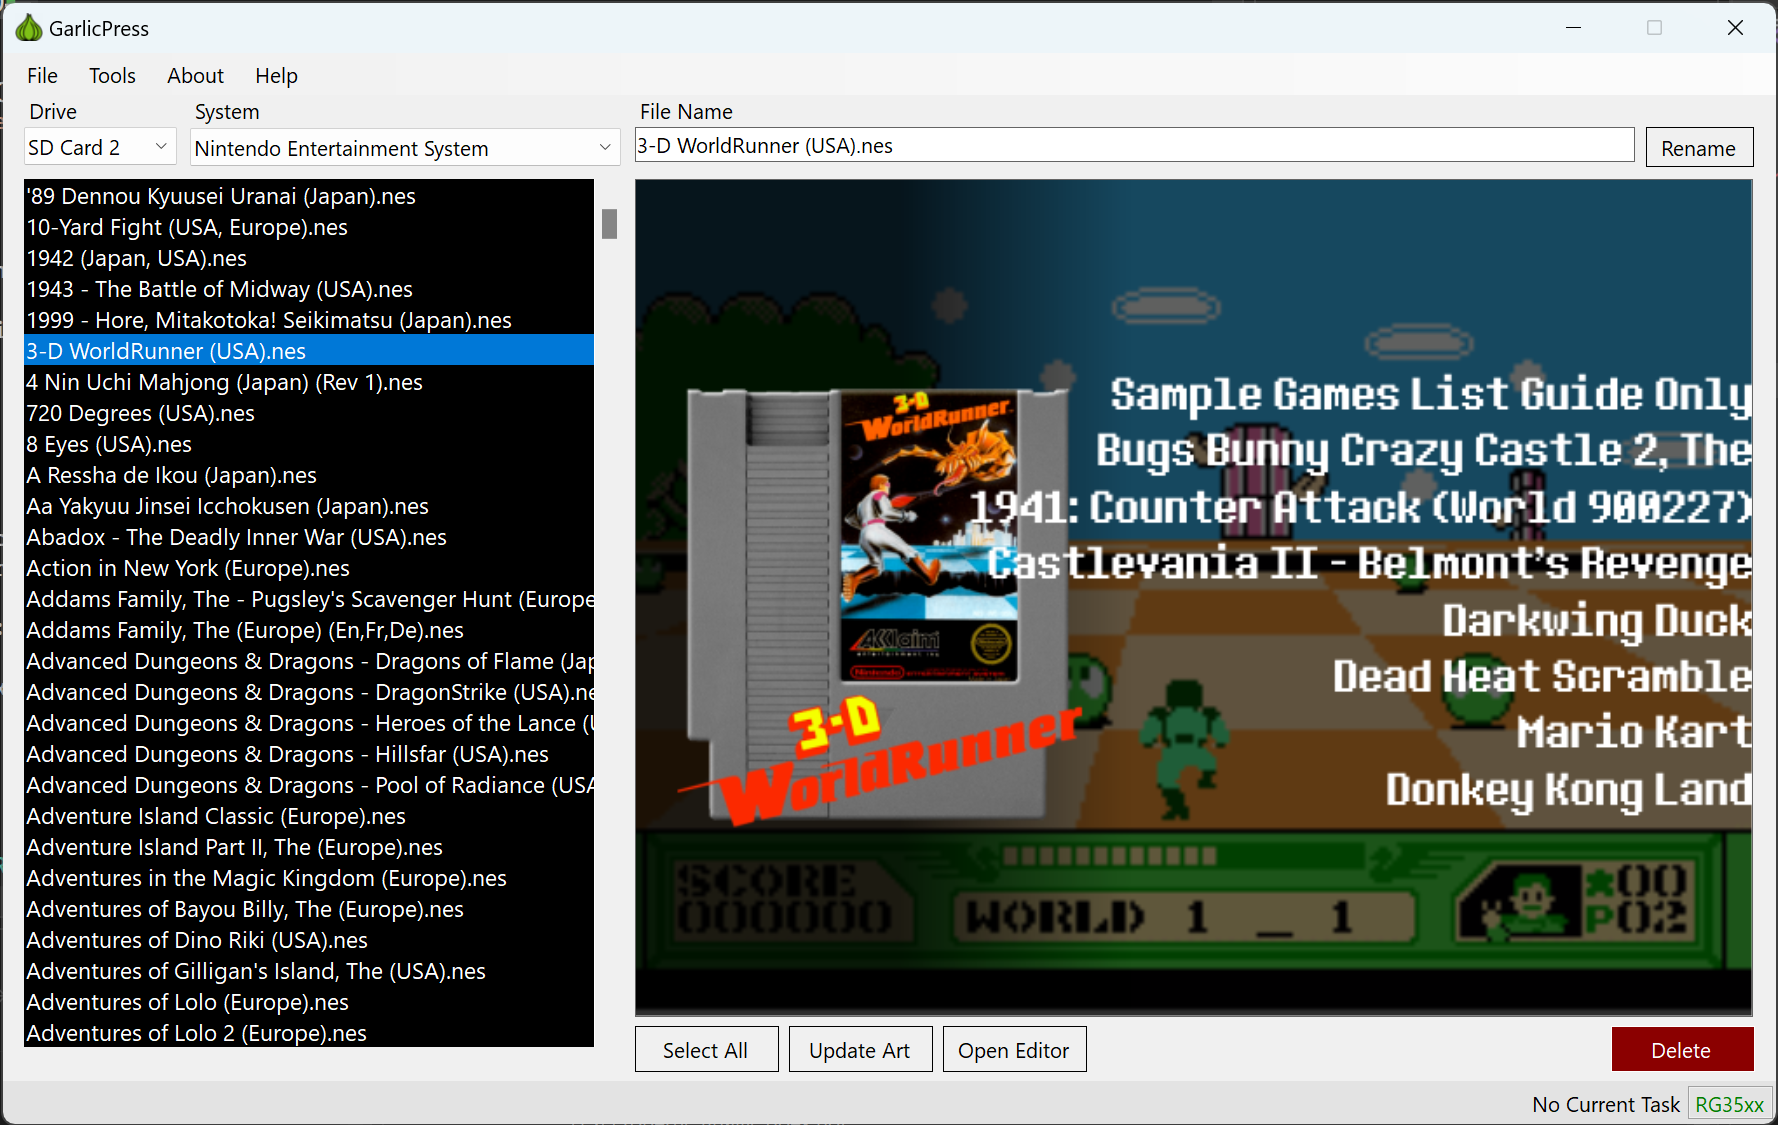 GarlicPress
File Tools About Help
Drive System File Name
SD Card 2 Nintendo Entertainment System 3-D WorldRunner (USA).nes Rename
'89 Dennou Kyuusei Uranai (Japan).nes
10-Yard Fight (USA, Europe).nes
1942 (Japan, USA).nes
1943 - The Battle of Midway (USA).nes
1999 - Hore, Mitakotoka! Seikimatsu (Japan).nes
3-D WorldRunner (USA).nes
4 Nin Uchi Mahjong (Japan) (Rev 1).nes
720 Degrees (USA).nes
8 Eyes (USA).nes
A Ressha de Ikou (Japan).nes
Aa Yakyuu Jinsei Icchokusen (Japan).nes
Abadox - The Deadly Inner War (USA).nes
Action in New York (Europe).nes
Addams Family, The - Pugsley's Scavenger Hunt (Europe
Addams Family, The (Europe) (En,Fr,De).nes
Advanced Dungeons & Dragons - Dragons of Flame (Jap
Advanced Dungeons & Dragons - DragonStrike (USA).ne
Advanced Dungeons & Dragons - Heroes of the Lance (U
Advanced Dungeons & Dragons - Hillsfar (USA).nes
Advanced Dungeons & Dragons - Pool of Radiance (USA
Adventure Island Classic (Europe).nes
Adventure Island Part II, The (Europe).nes
Adventures in the Magic Kingdom (Europe).nes
Adventures of Bayou Billy, The (Europe).nes
Adventures of Dino Riki (USA).nes
Adventures of Gilligan's Island, The (USA).nes
Adventures of Lolo (Europe).nes
Adventures of Lolo 2 (Europe).nes
3-D
WorldRunner
AKKlaim
entertainment inc.
Nintendo
3-D
WorldRunner
Sample Games List Guide Only
Bugs Bunny Crazy Castle 2, The
1941: Counter Attack (World 900227)
Castlevania II - Belmont's Revenge
Darkwing Duck
Dead Heat Scramble
Mario Kart
Donkey Kong Land
SCORE
000000
WORLD 1 _ 1
00
P02
Select All Update Art Open Editor Delete
No Current Task RG35xx